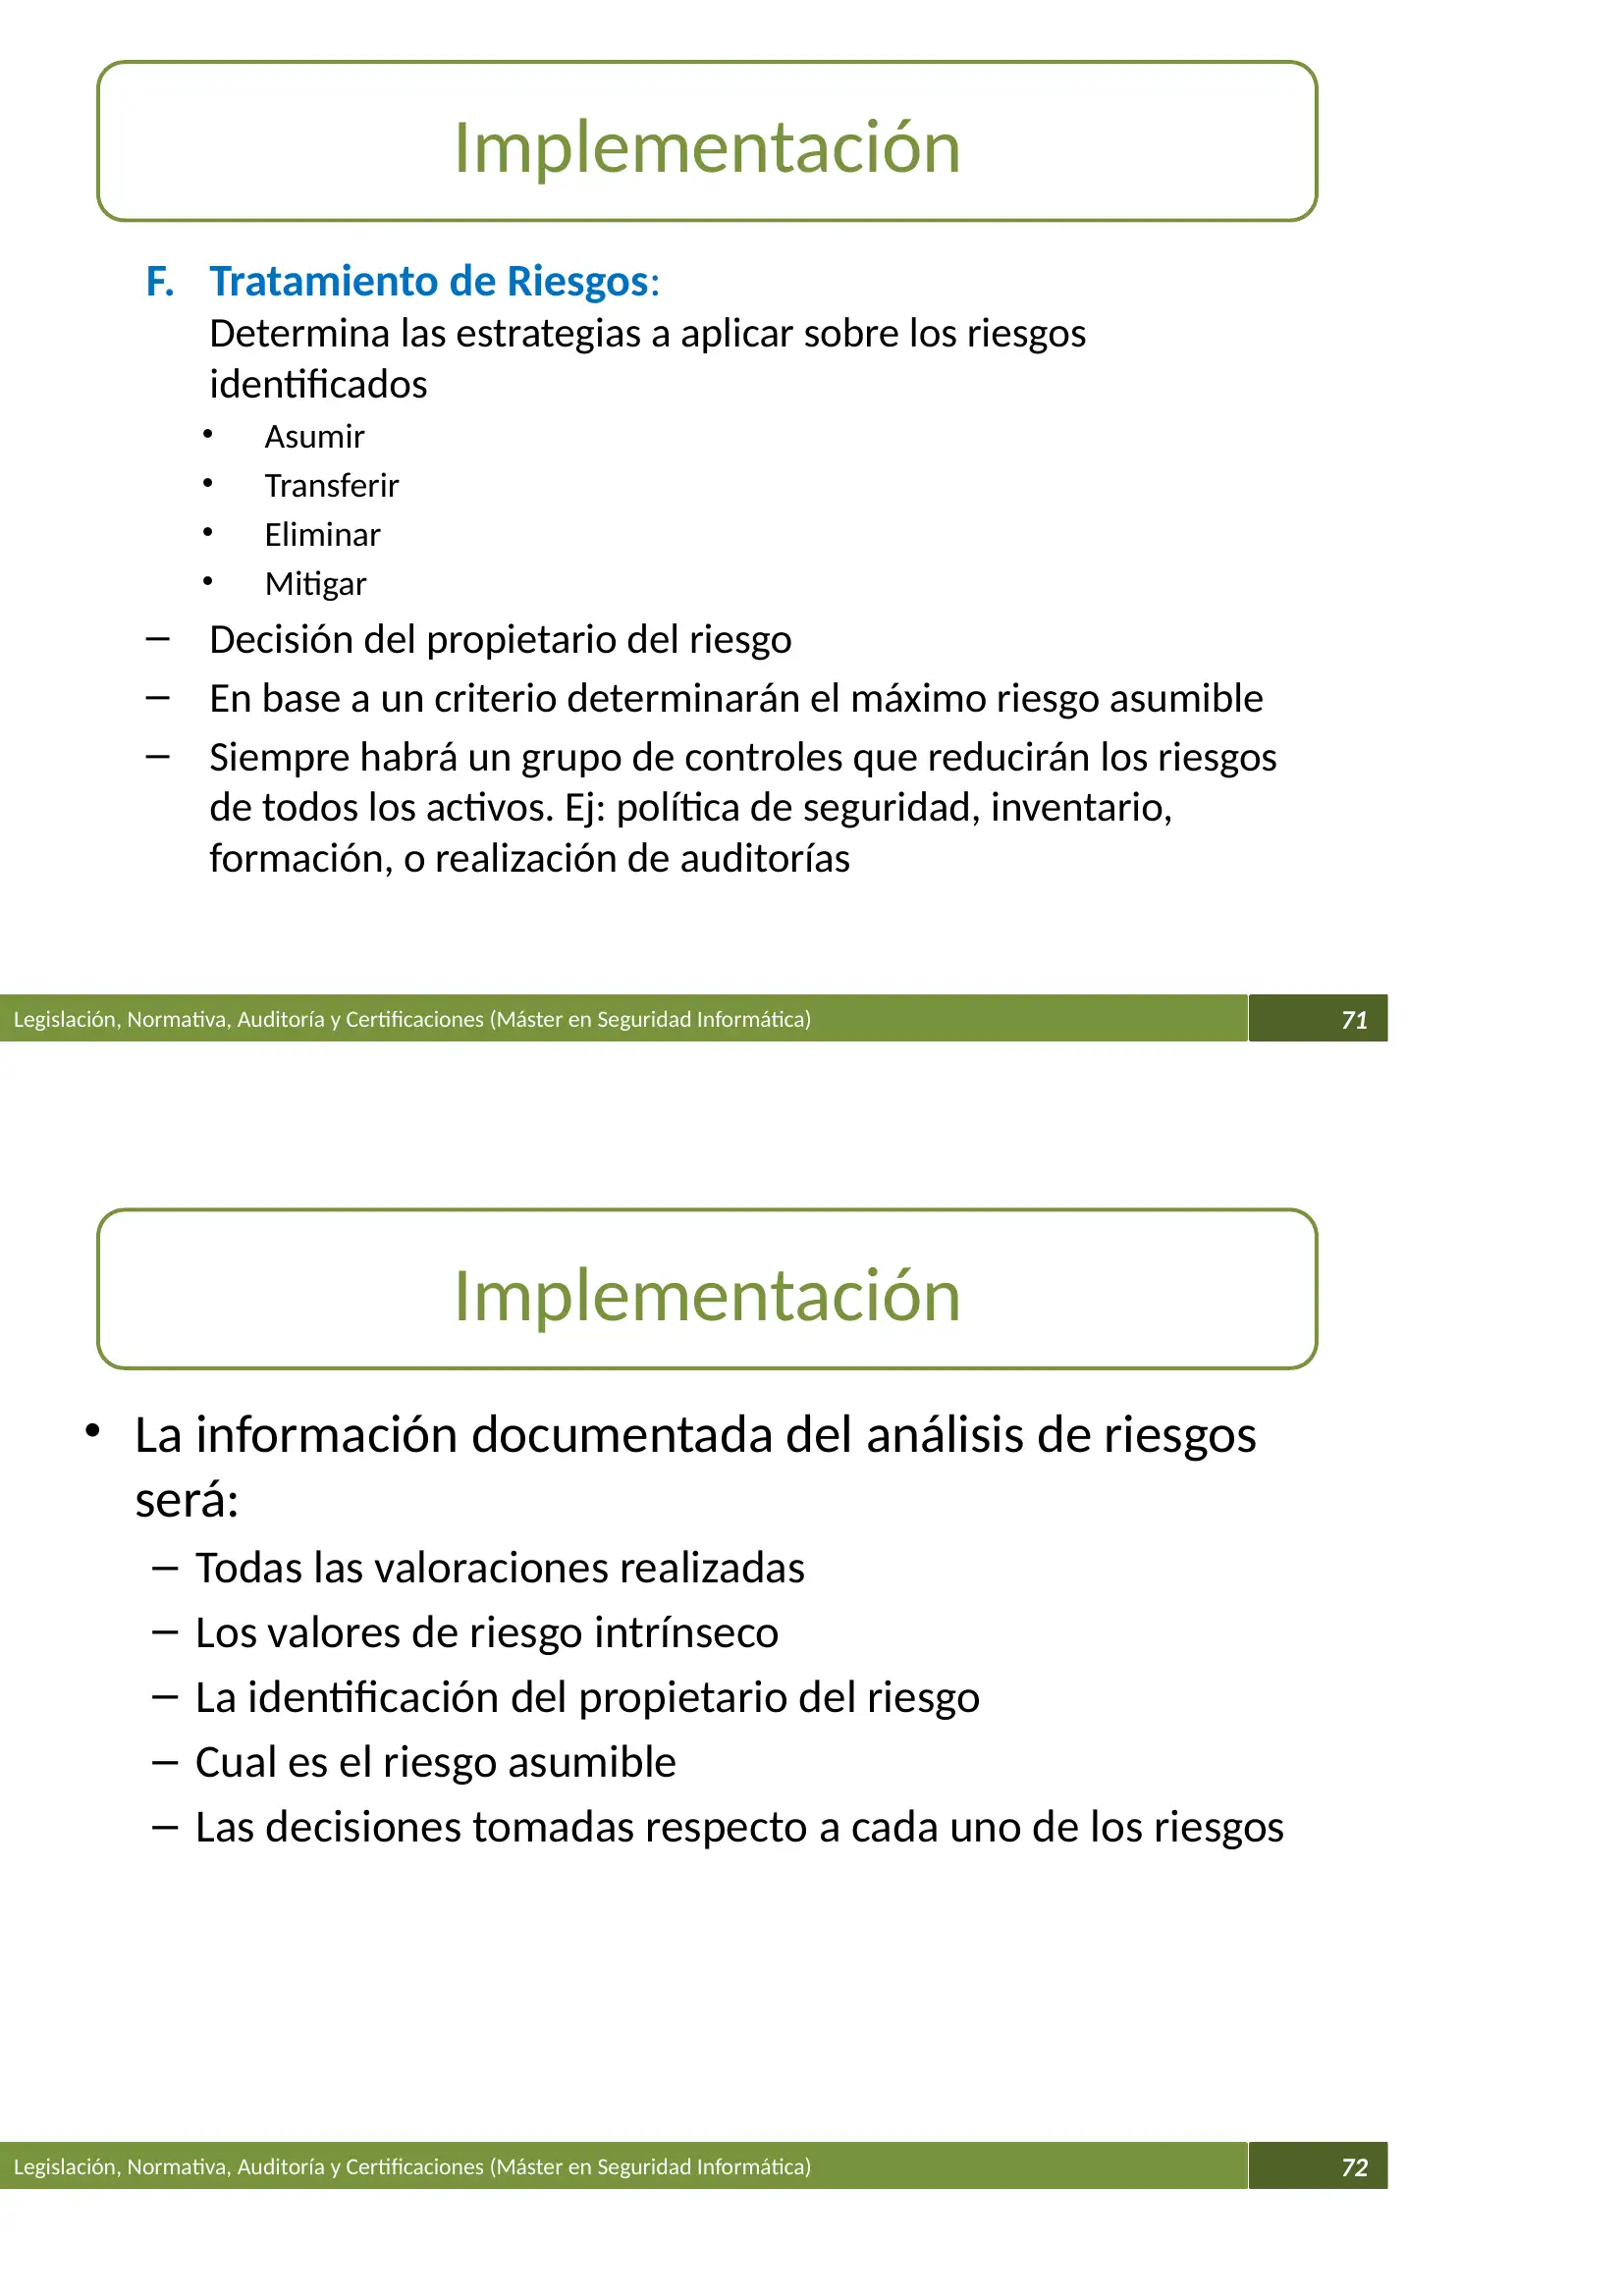 Implementación
F. Tratamiento de Riesgos:
Determina las estrategias a aplicar sobre los riesgos
identificados
• Asumir
• Transferir
• Eliminar
• Mitigar
– Decisión del propietario del riesgo
– En base a un criterio determinarán el máximo riesgo asumible
– Siempre habrá un grupo de controles que reducirán los riesgos
de todos los activos. Ej: política de seguridad, inventario,
formación, o realización de auditorías
Legislación, Normativa, Auditoría y Certificaciones (Máster en Seguridad Informática) 71
Implementación
• La información documentada del análisis de riesgos
será:
– Todas las valoraciones realizadas
– Los valores de riesgo intrínseco
– La identificación del propietario del riesgo
– Cual es el riesgo asumible
– Las decisiones tomadas respecto a cada uno de los riesgos
Legislación, Normativa, Auditoría y Certificaciones (Máster en Seguridad Informática) 72